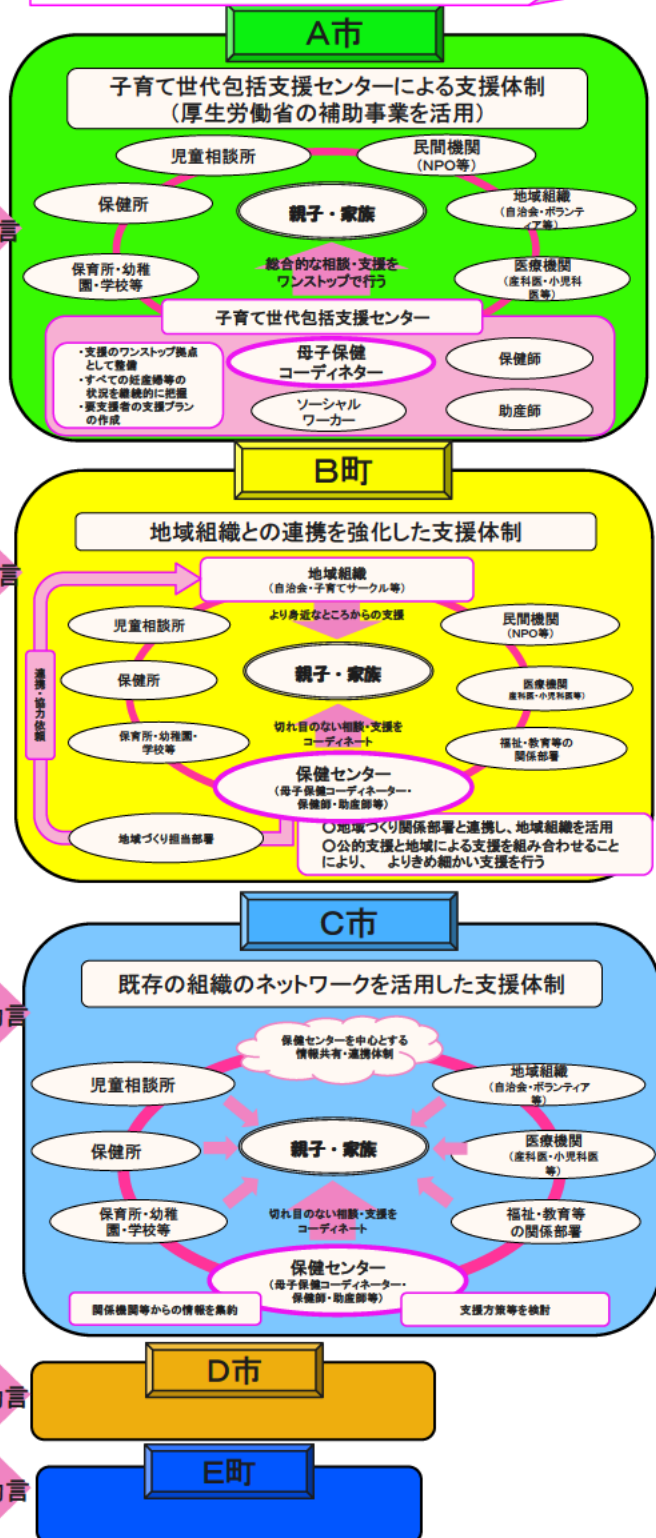 A市
子育て世代包括支援センターによる支援体制
（厚生労働省の補助事業を活用）
児童相談所
民間機関
（NPO等）
保健所
親子・家族
地域組織
（自治会・ボランテ
ィア等）
言
保育所・幼稚
園・学校等
総合的な相談・支援を
ワンストップで行う
医療機関
（産科医・小児科
医等）
子育て世代包括支援センター
・支援のワンストップ拠点
として整備
・すべての妊産婦等の
状況を継続的に把握
・要支援者の支援プラン
の作成
母子保健
コーディネター
保健師
ソーシャル
ワーカー
助産師
B町
地域組織との連携を強化した支援体制
言
地域組織
（自治会・子育てサークル等）
児童相談所
より身近なところからの支援
民間機関
（NPO等）
連携・協力依頼
保健所
親子・家族
医療機関
産科医・小児科医等）
保育所・幼稚園・
学校等
切れ目のない相談・支援を
コーディネート
福祉・教育等の
関係部署
保健センター
（母子保健コーディネーター・
保健師・助産師等）
地域づくり担当部署
○地域づくり関係部署と連携し、地域組織を活用
○公的支援と地域による支援を組み合わせること
により、　よりきめ細かい支援を行う
C市
既存の組織のネットワークを活用した支援体制
助言
保健センターを中心とする
情報共有・連携体制
児童相談所
地域組織
（自治会・ボランティア
等）
保健所
親子・家族
医療機関
（産科医・小児科医
等）
保育所・幼稚
園・学校等
切れ目のない相談・支援を
コーディネート
福祉・教育等
の関係部署
保健センター
（母子保健コーディネーター・
保健師・助産師等）
関係機関等からの情報を集約
支援方策等を検討
D市
助言
E町
助言